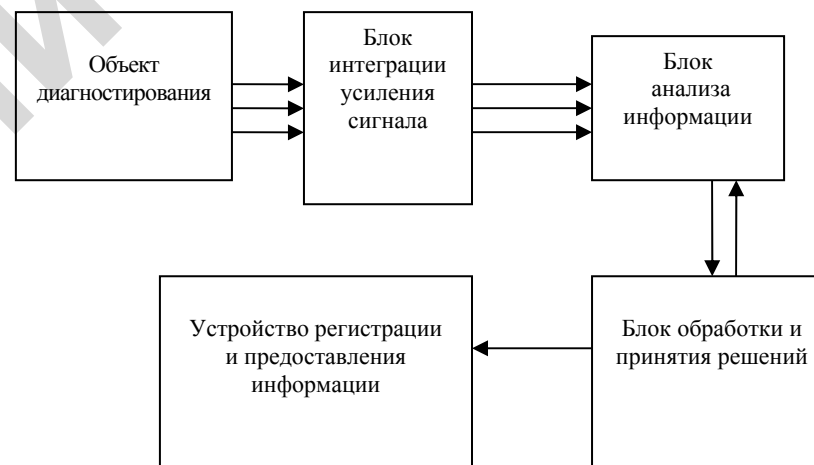 Объект
диагностирования
Блок
интеграции
усиления
сигнала
Блок
анализа
информации
Устройство регистрации
и предоставления
информации
Блок обработки и
принятия решений